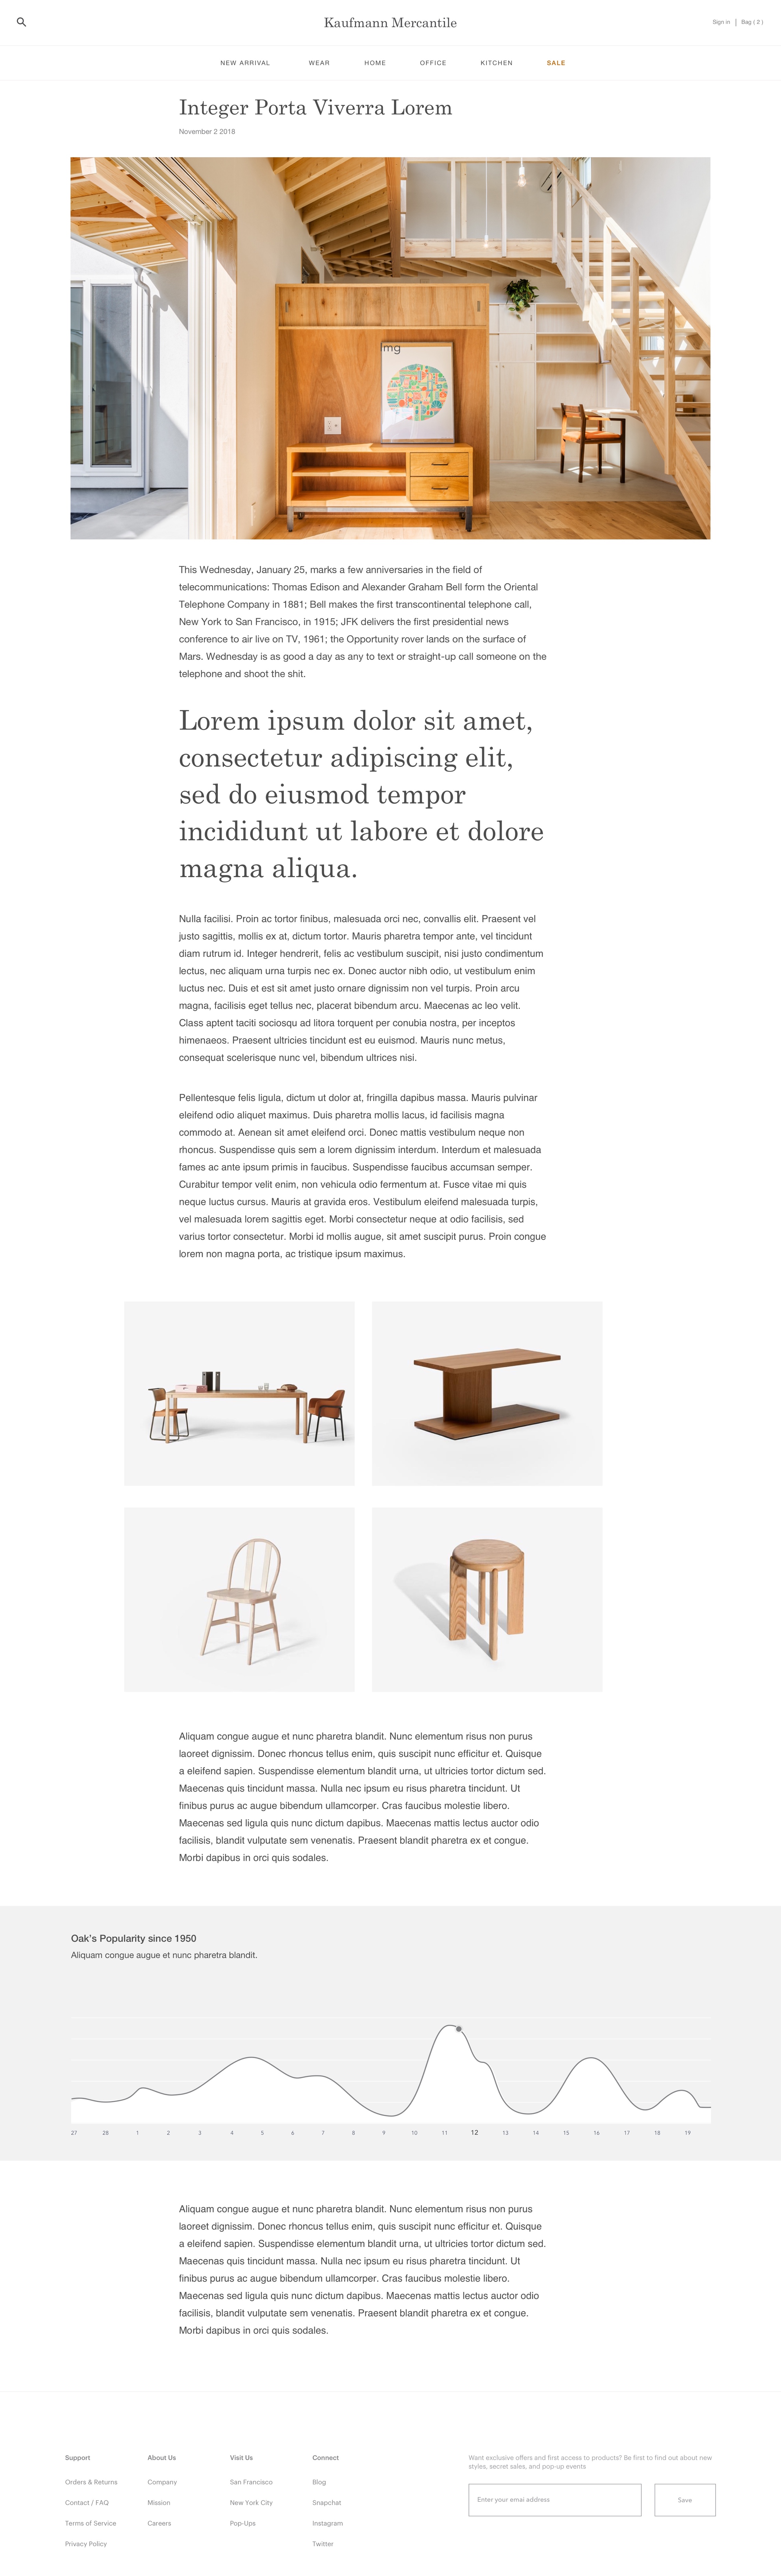 Kaufmann Mercantile
Sign in | Bag ( 2 )
NEW ARRIVAL WEAR HOME OFFICE KITCHEN SALE
Integer Porta Viverra Lorem
November 2 2018
Img
This Wednesday, January 25, marks a few anniversaries in the field of
telecommunications: Thomas Edison and Alexander Graham Bell form the Oriental
Telephone Company in 1881; Bell makes the first transcontinental telephone call,
New York to San Francisco, in 1915; JFK delivers the first presidential news
conference to air live on TV, 1961; the Opportunity rover lands on the surface of
Mars. Wednesday is as good a day as any to text or straight-up call someone on the
telephone and shoot the shit.
Lorem ipsum dolor sit amet,
consectetur adipiscing elit,
sed do eiusmod tempor
incididunt ut labore et dolore
magna aliqua.
Nulla facilisi. Proin ac tortor finibus, malesuada orci nec, convallis elit. Praesent vel
justo sagittis, mollis ex at, dictum tortor. Mauris pharetra tempor ante, vel tincidunt
diam rutrum id. Integer hendrerit, felis ac vestibulum suscipit, nisi justo condimentum
lectus, nec aliquam urna turpis nec ex. Donec auctor nibh odio, ut vestibulum enim
luctus nec. Duis et est sit amet justo ornare dignissim non vel turpis. Proin arcu
magna, facilisis eget tellus nec, placerat bibendum arcu. Maecenas ac leo velit.
Class aptent taciti sociosqu ad litora torquent per conubia nostra, per inceptos
himenaeos. Praesent ultricies tincidunt est eu euismod. Mauris nunc metus,
consequat scelerisque nunc vel, bibendum ultrices nisi.
Pellentesque felis ligula, dictum ut dolor at, fringilla dapibus massa. Mauris pulvinar
eleifend odio aliquet maximus. Duis pharetra mollis lacus, id facilisis magna
commodo at. Aenean sit amet eleifend orci. Donec mattis vestibulum neque non
rhoncus. Suspendisse quis sem a lorem dignissim interdum. Interdum et malesuada
fames ac ante ipsum primis in faucibus. Suspendisse faucibus accumsan semper.
Curabitur tempor velit enim, non vehicula odio fermentum at. Fusce vitae mi quis
neque luctus cursus. Mauris at gravida eros. Vestibulum eleifend malesuada turpis,
vel malesuada lorem sagittis eget. Morbi consectetur neque at odio facilisis, sed
varius tortor consectetur. Morbi id mollis augue, sit amet suscipit purus. Proin congue
lorem non magna porta, ac tristique ipsum maximus.
Aliquam congue augue et nunc pharetra blandit. Nunc elementum risus non purus
laoreet dignissim. Donec rhoncus tellus enim, quis suscipit nunc efficitur et. Quisque
a eleifend sapien. Suspendisse elementum blandit urna, ut ultricies tortor dictum sed.
Maecenas quis tincidunt massa. Nulla nec ipsum eu risus pharetra tincidunt. Ut
finibus purus ac augue bibendum ullamcorper. Cras faucibus molestie libero.
Maecenas sed ligula quis nunc dictum dapibus. Maecenas mattis lectus auctor odio
facilisis, blandit vulputate sem venenatis. Praesent blandit pharetra ex et congue.
Morbi dapibus in orci quis sodales.
Oak's Popularity since 1950
Aliquam congue augue et nunc pharetra blandit.
27 28 1 2 3 4 5 6 7 8 9 10 11 12 13 14 15 16 17 18 19
Aliquam congue augue et nunc pharetra blandit. Nunc elementum risus non purus
laoreet dignissim. Donec rhoncus tellus enim, quis suscipit nunc efficitur et. Quisque
a eleifend sapien. Suspendisse elementum blandit urna, ut ultricies tortor dictum sed.
Maecenas quis tincidunt massa. Nulla nec ipsum eu risus pharetra tincidunt. Ut
finibus purus ac augue bibendum ullamcorper. Cras faucibus molestie libero.
Maecenas sed ligula quis nunc dictum dapibus. Maecenas mattis lectus auctor odio
facilisis, blandit vulputate sem venenatis. Praesent blandit pharetra ex et congue.
Morbi dapibus in orci quis sodales.
Support
Orders & Returns
Contact / FAQ
Terms of Service
Privacy Policy
About Us
Company
Mission
Careers
Visit Us
San Francisco
New York City
Pop-Ups
Connect
Blog
Snapchat
Instagram
Twitter
Want exclusive offers and first access to products? Be first to find out about new
styles, secret sales, and pop-up events
Enter your emai address
Save